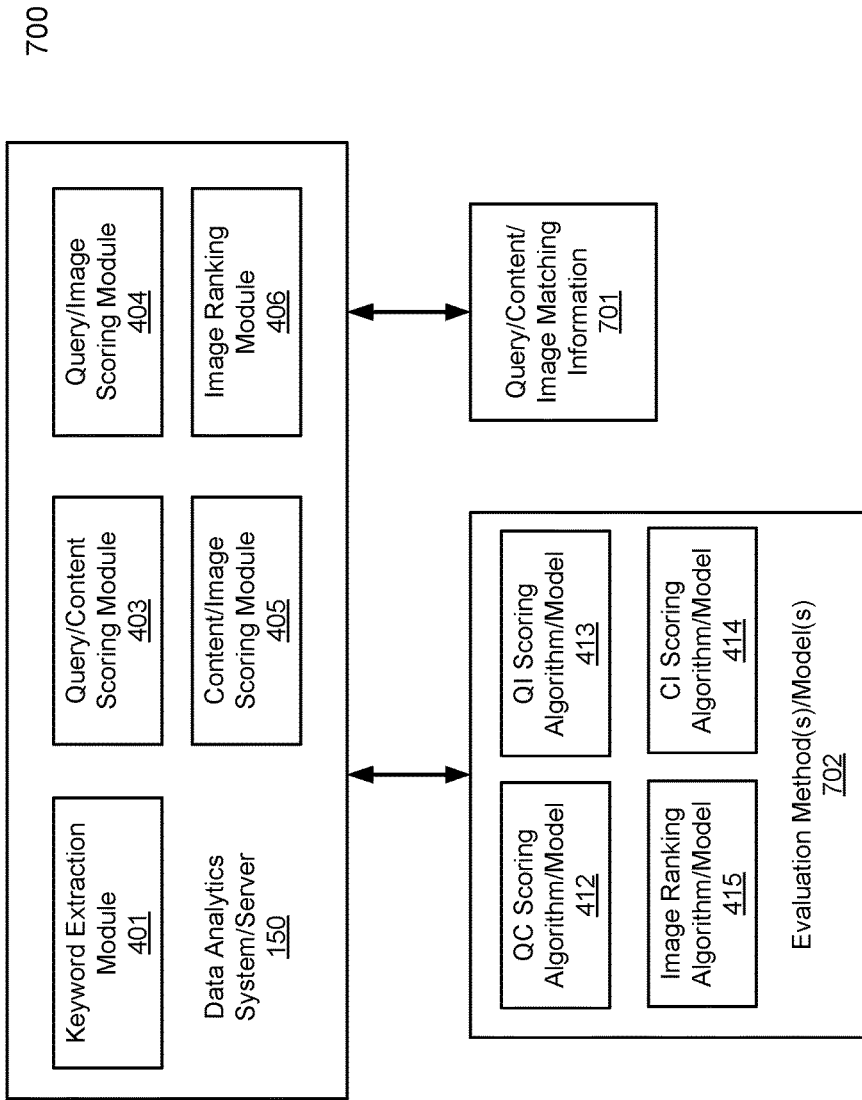 700
Keyword Extraction
Module
401
Query/Content
Scoring Module
403
Query/Image
Scoring Module
404
Data Analytics
System/Server
150
Content/Image
Scoring Module
405
Image Ranking
Module
406
QC Scoring
Algorithm/Model
412
QI Scoring
Algorithm/Model
413
Image Ranking
Algorithm/Model
415
CI Scoring
Algorithm/Model
414
Evaluation Method(s)/Model(s)
702
Query/Content/
Image Matching
Information
701